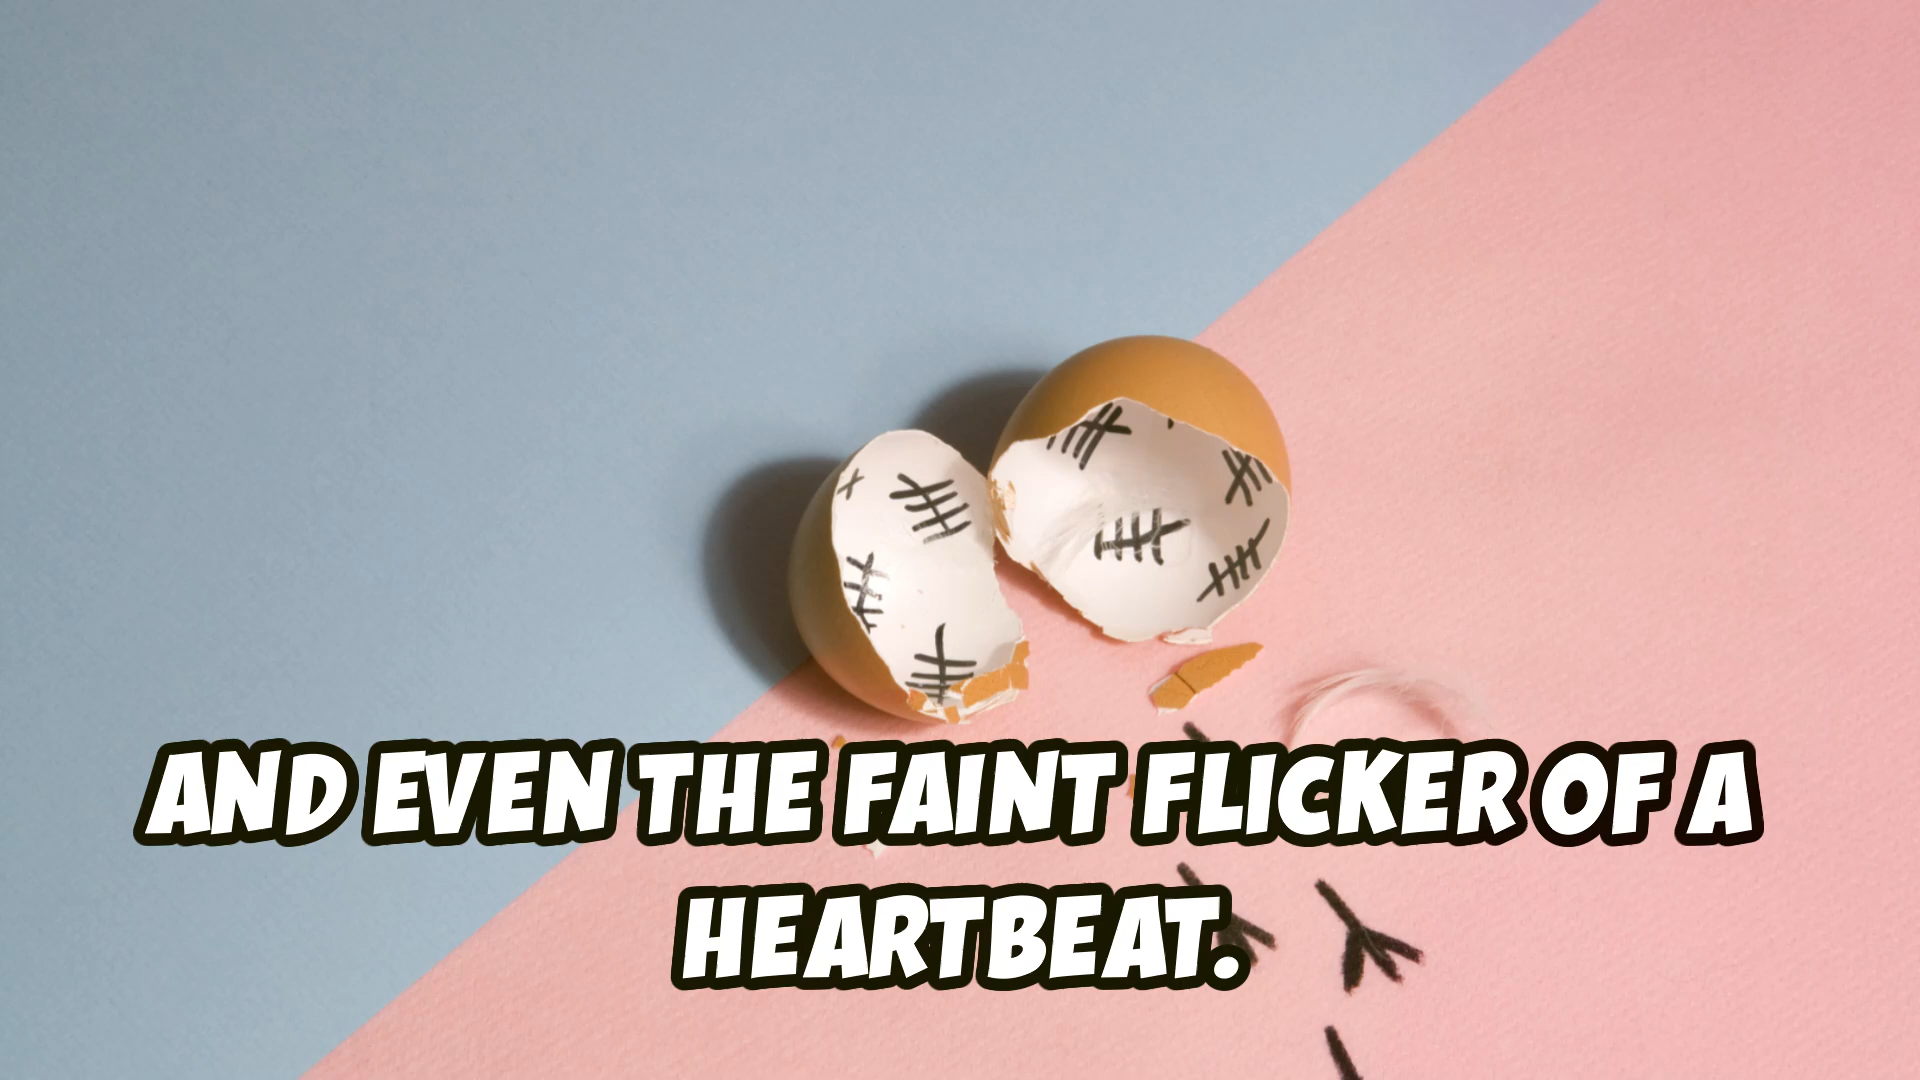 AND EVEN THE FAINT FLICKER OF A
HEARTBEAT.